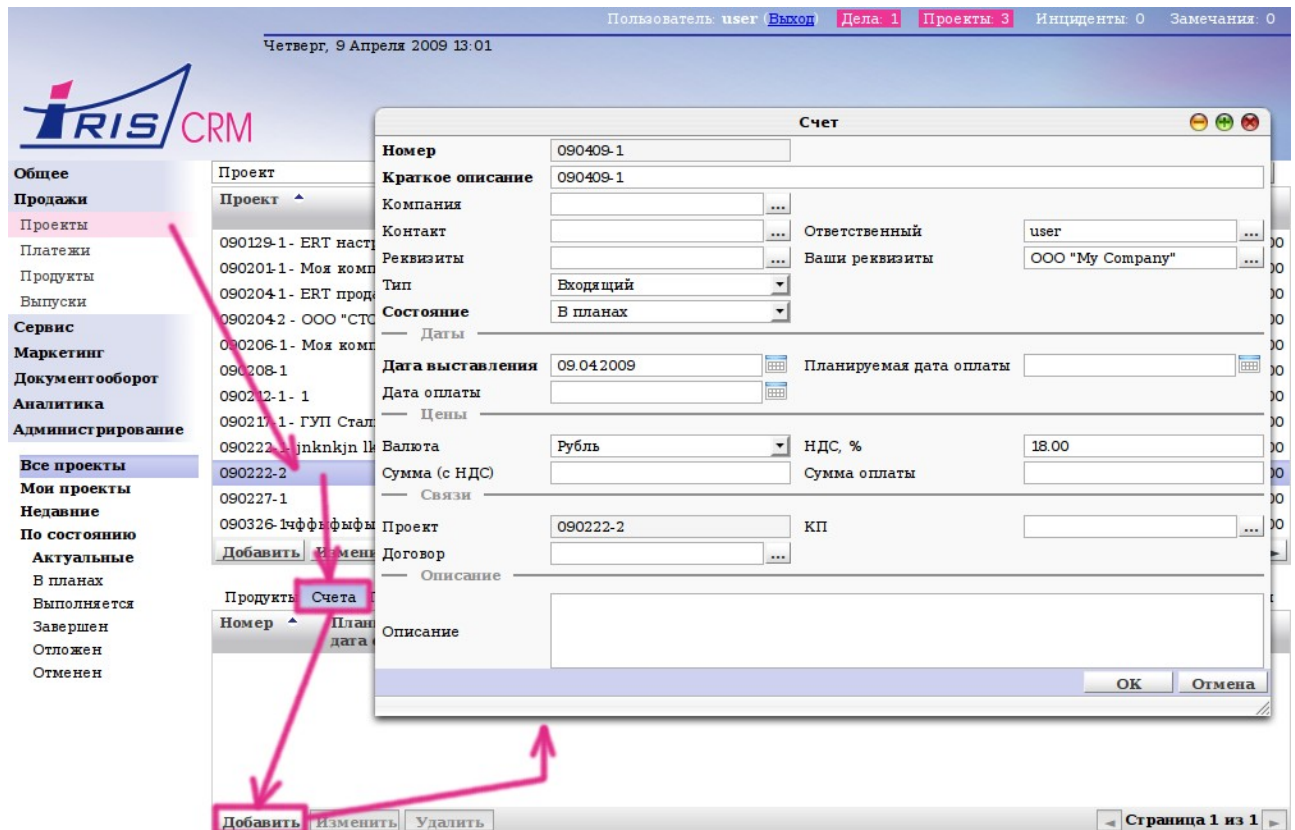 Пользователь: user (Выход) Дела: 1 Проекты: 3 Инциденты: 0 Замечания: 0
Четверг, 9 Апреля 2009 13:01
IRIS CRM
Общее
Продажи
Проекты
Платежи
Продукты
Выпуски
Сервис
Маркетинг
Документооборот
Аналитика
Администрирование
Все проекты
Мои проекты
Недавние
По состоянию
Актуальные
В планах
Выполняется
Завершен
Отложен
Отменен
Проект
Проект
090129-1 - ERT наст
090201-1 - Моя комп
090204-1 - ERT прод
090204-2 - ООО "СТО
090206-1 - Моя комп
090208-1
090212-1 - 1
090217-1 - ГУП Стал
090222-1 jnknkjn lk
090222-2
090227-1
090326-1чффыфыфы
Добавить Измени
Продукты Счета
Номер План
дата
Добавить Изменить Удалить
Страница 1 из 1
Счет
Номер 090409-1
Краткое описание 090409-1
Компания ...
Контакт ... Ответственный user ...
Реквизиты ... Ваши реквизиты ООО "My Company" ...
Тип Входящий
Состояние В планах
Даты
Дата выставления 09.04.2009 Планируемая дата оплаты
Дата оплаты
Цены
Валюта Рубль НДС, % 18.00
Сумма (с НДС) Сумма оплаты
Связи
Проект 090222-2 КП ...
Договор ...
Описание
Описание
OK Отмена